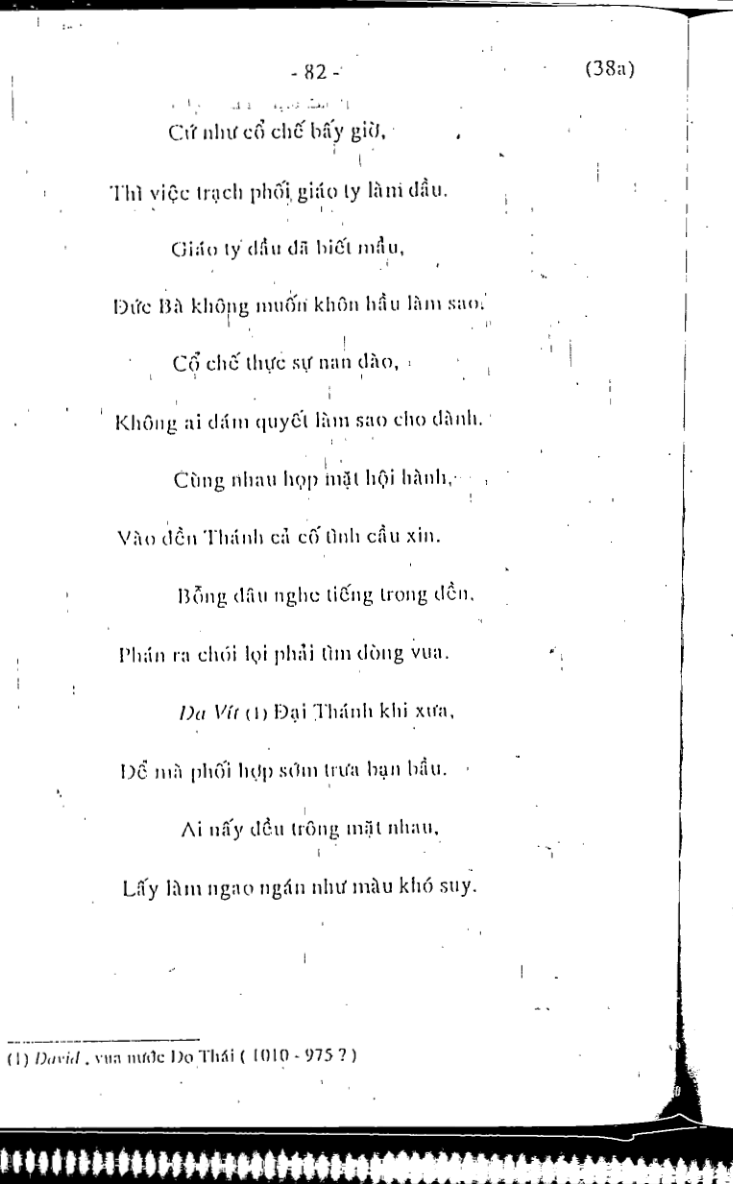 - 82 -
(38a)
Cứ như cổ chế bấy giờ,
Thì việc trạch phối giáo ty làm đầu.
Giáo ty đầu đã biết mầu,
Đức Bà không muốn khôn hầu làm sao.
Cổ chế thực sự nan đào,
Không ai dám quyết làm sao cho đành.
Cùng nhau họp mặt hội hành,
Vào đền Thánh cả cố tình cầu xin.
Bỗng đâu nghe tiếng trong đền,
Phán ra chói lọi phải tìm dòng vua.
Da Vít (1) Đại Thánh khi xưa,
Để mà phối hợp sớm trưa bạn bầu.
Ai nấy đều trông mặt nhau,
Lấy làm ngao ngán như màu khó suy.
(1) David , vua nước Do Thái ( 1010 - 975 ? )